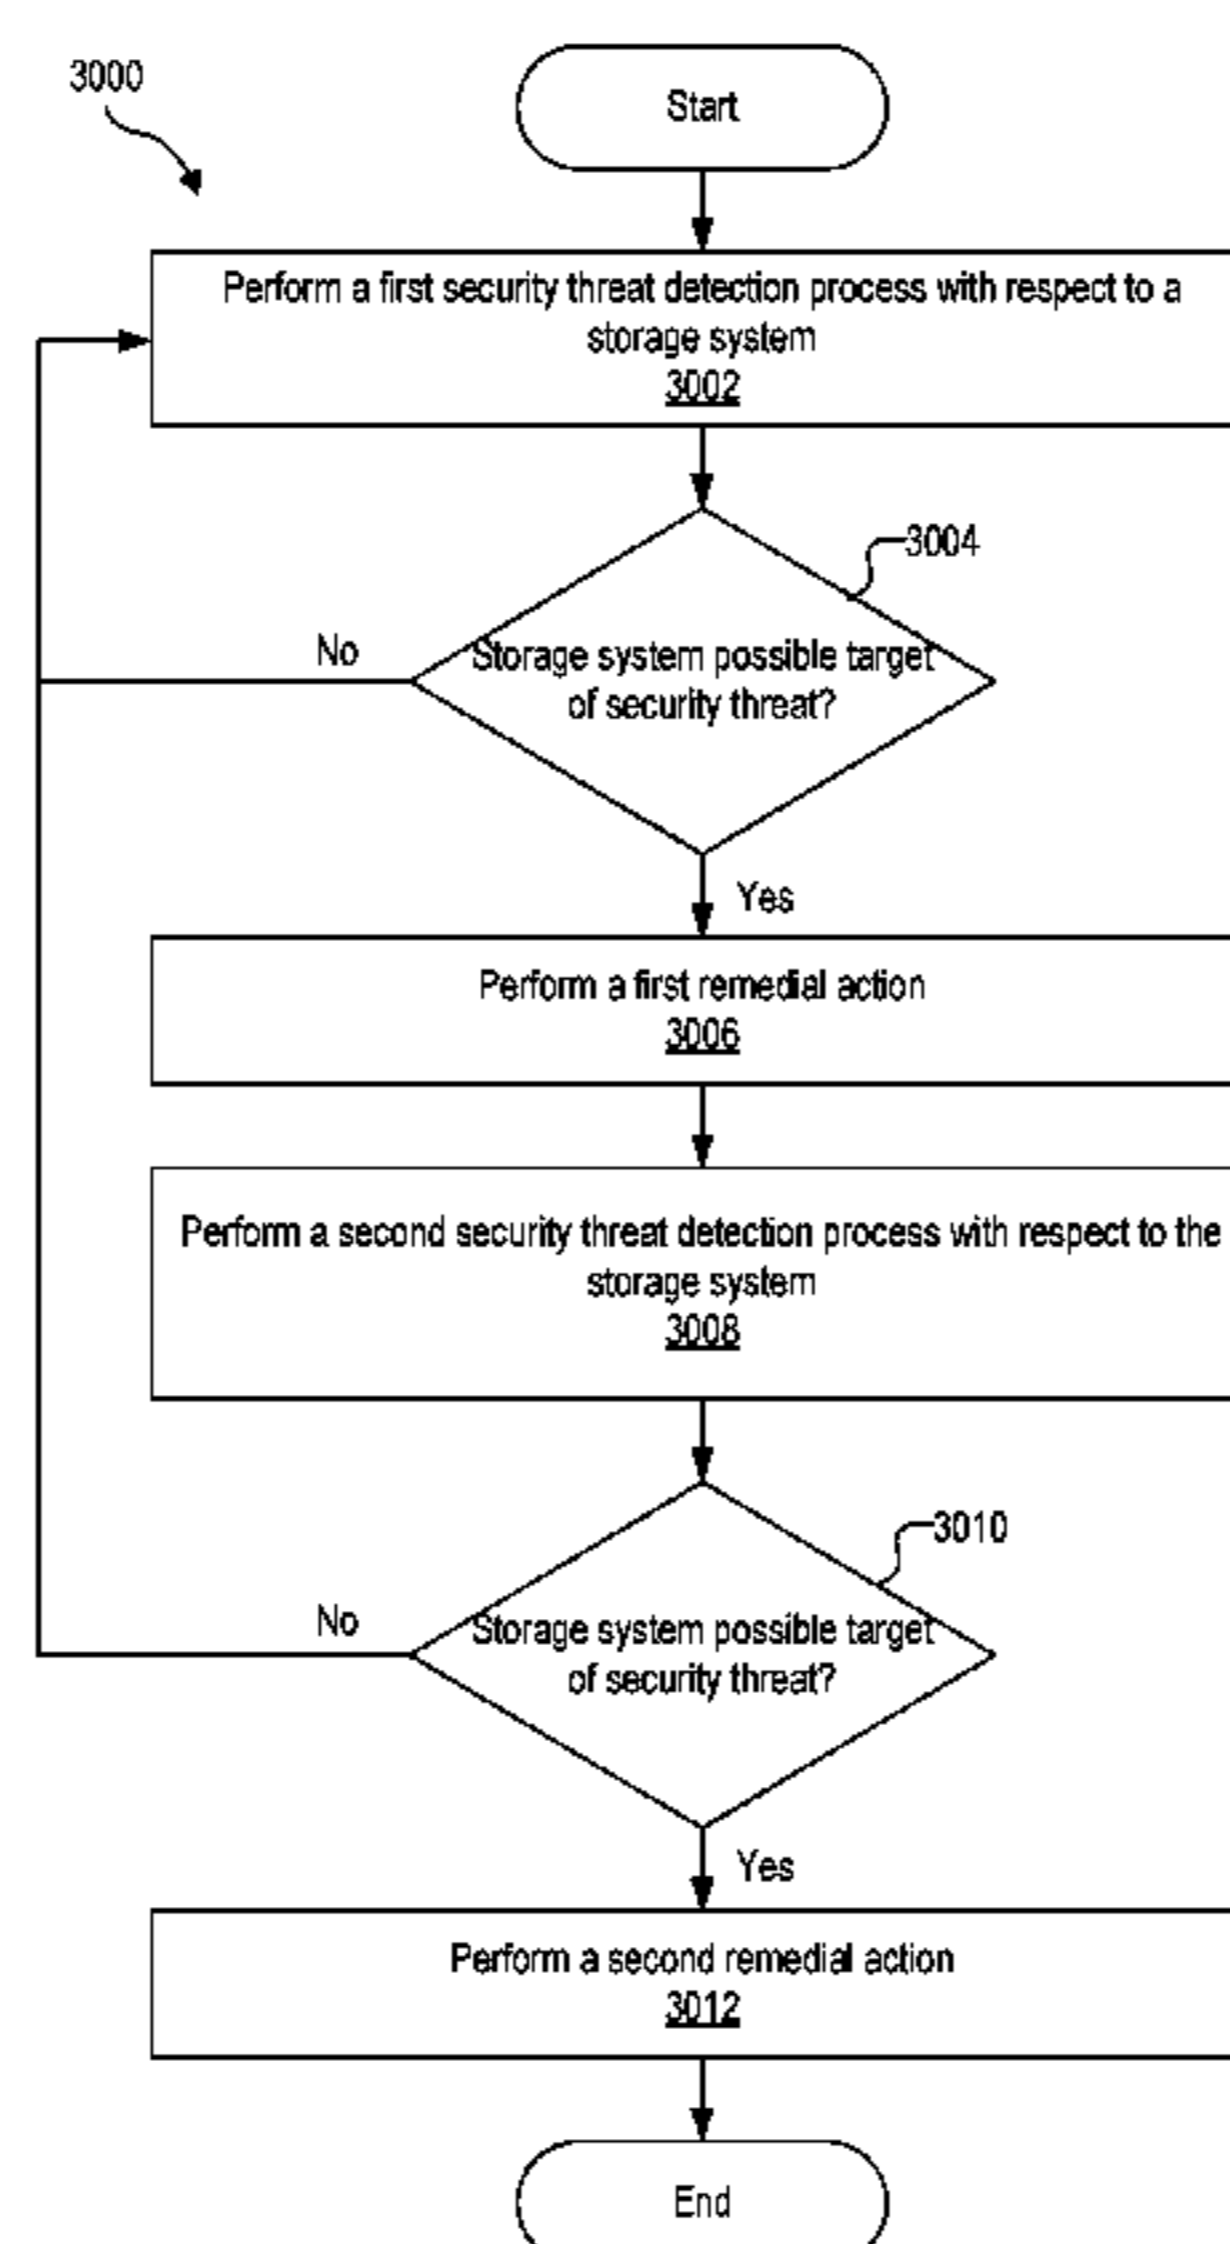 3000
Start
Perform a first security threat detection process with respect to a
storage system
3002
3004
No
Storage system possible target
of security threat?
Yes
Perform a first remedial action
3006
Perform a second security threat detection process with respect to the
storage system
3008
3010
No
Storage system possible target
of security threat?
Yes
Perform a second remedial action
3012
End